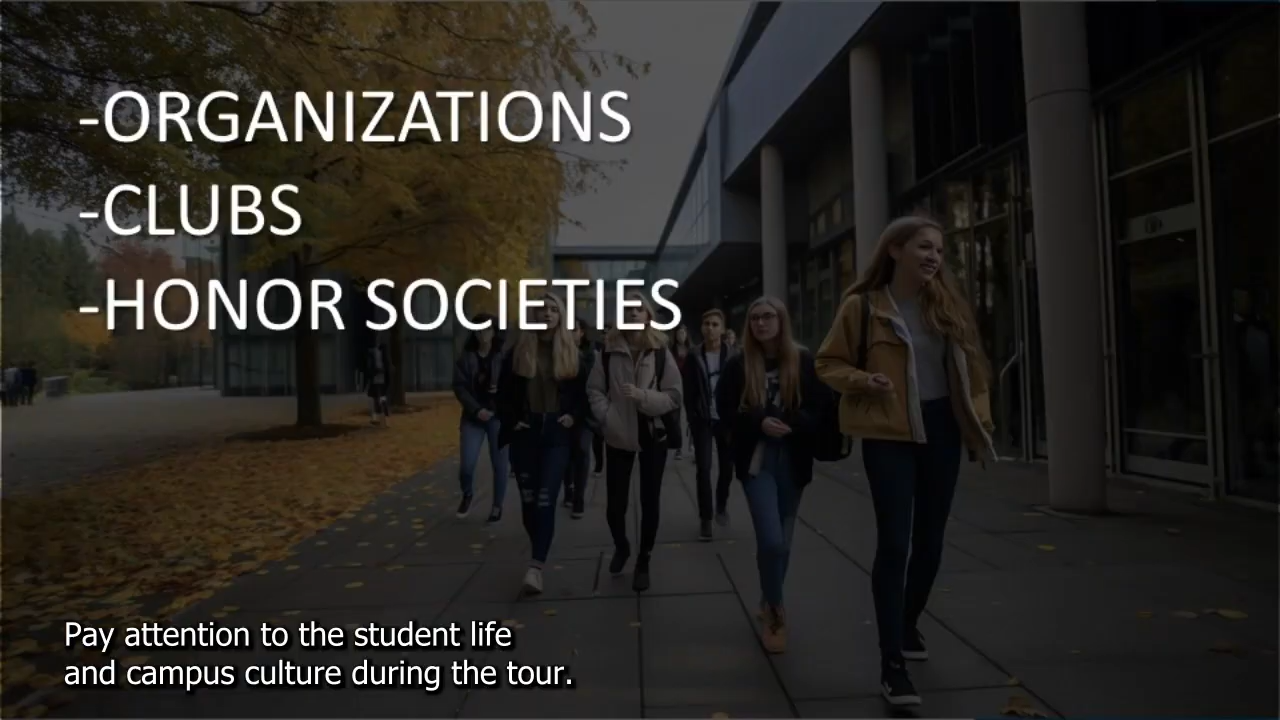 -ORGANIZATIONS
-CLUBS
-HONOR SOCIETIES
Pay attention to the student life
and campus culture during the tour.